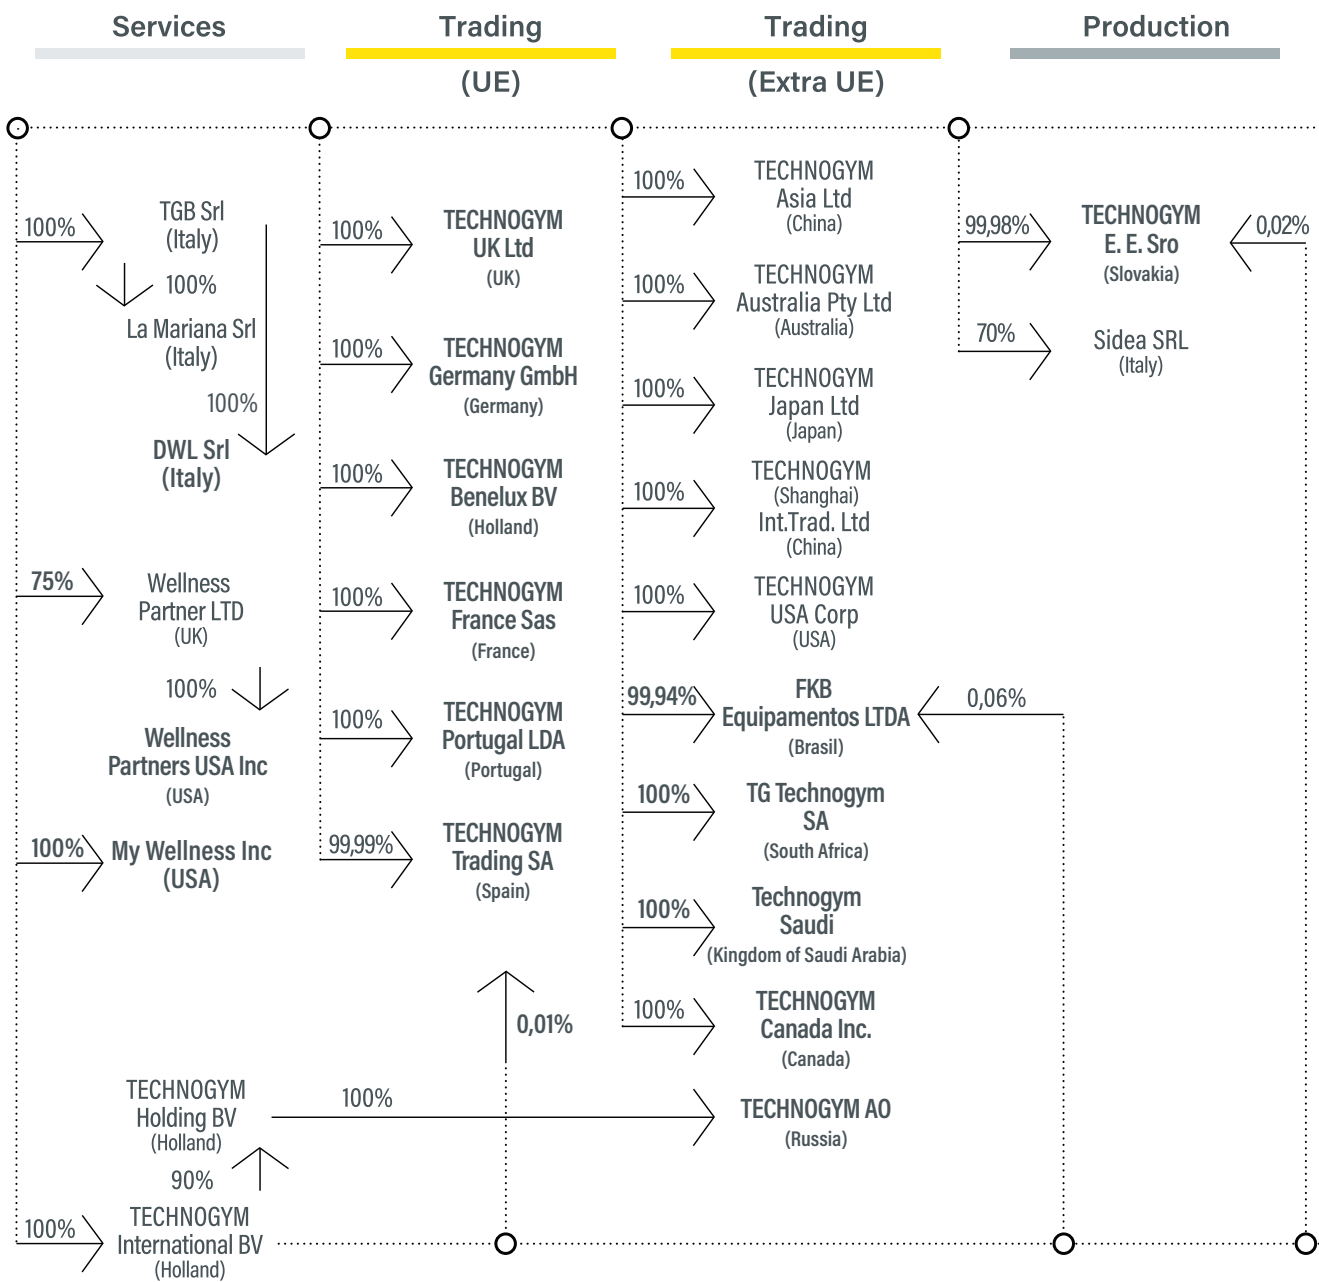 Services
Trading
(UE)
Trading
(Extra UE)
Production
100%
TGB Srl
(Italy)
100%
La Mariana Srl
(Italy)
100%
DWL Srl
(Italy)
75%
Wellness
Partner LTD
(UK)
100%
Wellness
Partners USA Inc
(USA)
100%
My Wellness Inc
(USA)
TECHNOGYM
Holding BV
(Holland)
90%
100%
TECHNOGYM
International BV
(Holland)
100%
TECHNOGYM
UK Ltd
(UK)
100%
TECHNOGYM
Germany GmbH
(Germany)
100%
TECHNOGYM
Benelux BV
(Holland)
100%
TECHNOGYM
France Sas
(France)
100%
TECHNOGYM
Portugal LDA
(Portugal)
99,99%
TECHNOGYM
Trading SA
(Spain)
0,01%
100%
100%
TECHNOGYM
Asia Ltd
(China)
100%
TECHNOGYM
Australia Pty Ltd
(Australia)
100%
TECHNOGYM
Japan Ltd
(Japan)
100%
TECHNOGYM
(Shanghai)
Int.Trad. Ltd
(China)
100%
TECHNOGYM
USA Corp
(USA)
99,94%
FKB
Equipamentos LTDA
(Brasil)
0,06%
100%
TG Technogym
SA
(South Africa)
100%
Technogym
Saudi
(Kingdom of Saudi Arabia)
100%
TECHNOGYM
Canada Inc.
(Canada)
TECHNOGYM AO
(Russia)
99,98%
TECHNOGYM
E. E. Sro
(Slovakia)
0,02%
70%
Sidea SRL
(Italy)